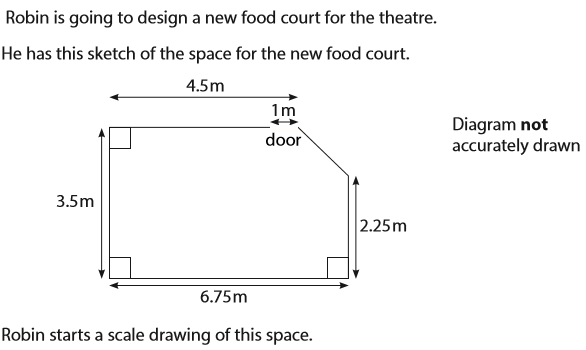 Robin is going to design a new food court for the theatre.
He has this sketch of the space for the new food court.
4.5m
1m
door
Diagram not
accurately drawn
3.5m
2.25m
6.75m
Robin starts a scale drawing of this space.